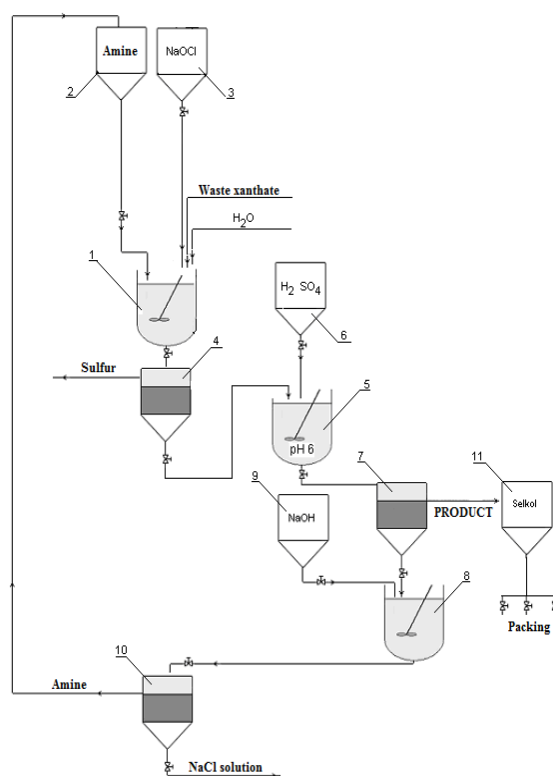 Amine
NaOCl
2
3
Waste xanthate
H2O
1
H2 SO4
4
6
Sulfur
5
pH 6
7
11
9
Selkol
NaOH
PRODUCT
8
Packing
10
Amine
NaCl solution